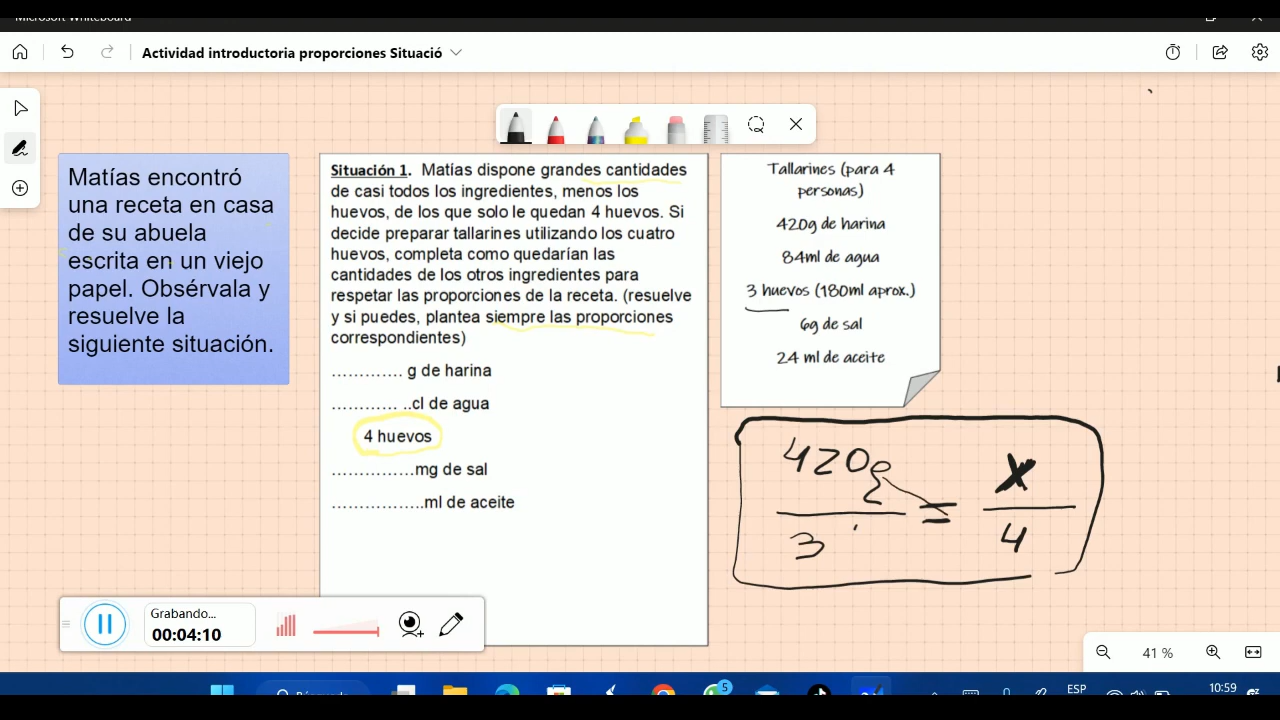 Microsoft Whiteboard
Actividad introductoria proporciones Situació
Matías encontró
una receta en casa
de su abuela
escrita en un viejo
papel. Obsérvala y
resuelve la
siguiente situación.
Situación 1. Matías dispone grandes cantidades
de casi todos los ingredientes, menos los
huevos, de los que solo le quedan 4 huevos. Si
decide preparar tallarines utilizando los cuatro
huevos, completa como quedarían las
cantidades de los otros ingredientes para
respetar las proporciones de la receta. (resuelve
y si puedes, plantea siempre las proporciones
correspondientes)
…………. g de harina
………… ..cl de agua
4 huevos
…………..mg de sal
……………..ml de aceite
Tallarines (para 4
personas)
420g de harina
84ml de agua
3 huevos (180ml aprox.)
6g de sal
24 ml de aceite
420g
3
=
x
4
Grabando...
00:04:10
41 %
Búsqueda
5
ESP
10:59